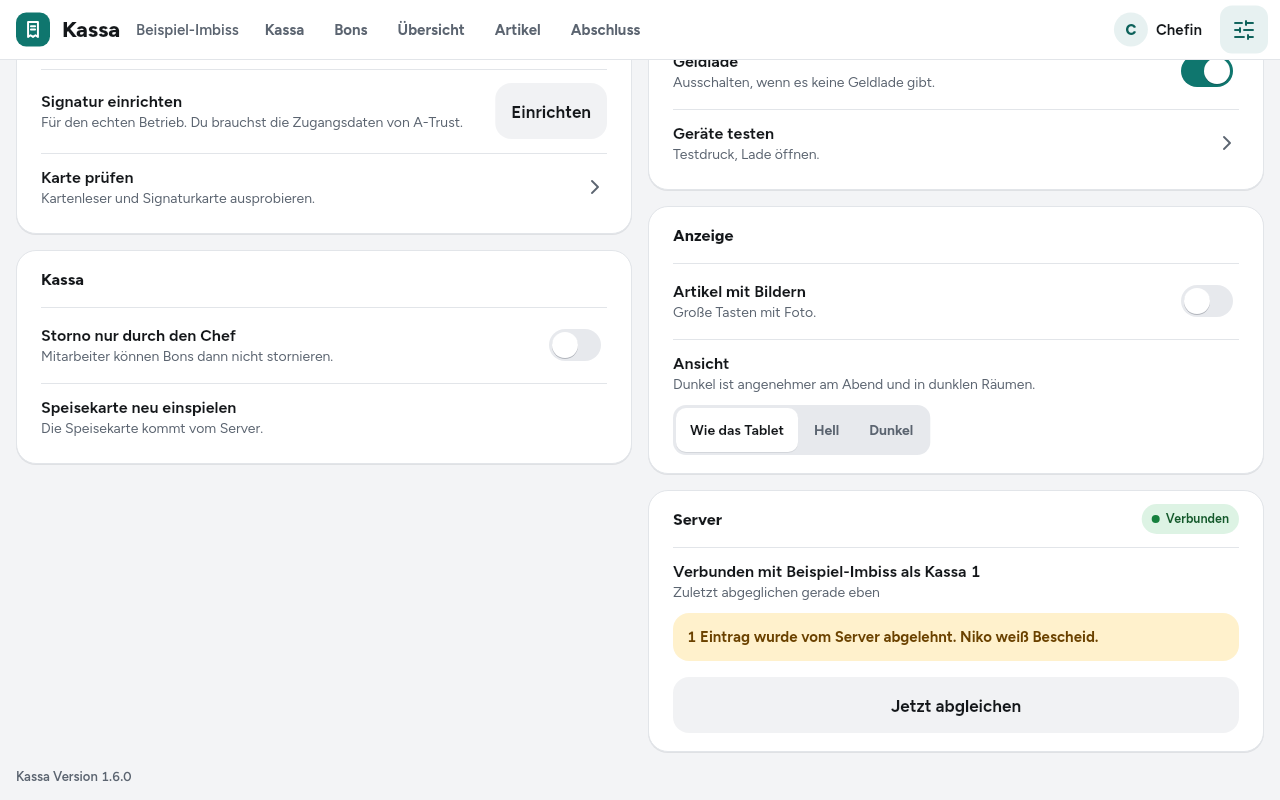 Kassa
Beispiel-Imbiss
Kassa
Bons
Übersicht
Artikel
Abschluss
C
Chefin
Signatur einrichten
Für den echten Betrieb. Du brauchst die Zugangsdaten von A-Trust.
Einrichten
Karte prüfen
Kartenleser und Signaturkarte ausprobieren.
Kassa
Storno nur durch den Chef
Mitarbeiter können Bons dann nicht stornieren.
Speisekarte neu einspielen
Die Speisekarte kommt vom Server.
Geldlade
Ausschalten, wenn es keine Geldlade gibt.
Geräte testen
Testdruck, Lade öffnen.
Anzeige
Artikel mit Bildern
Große Tasten mit Foto.
Ansicht
Dunkel ist angenehmer am Abend und in dunklen Räumen.
Wie das Tablet
Hell
Dunkel
Server
Verbunden
Verbunden mit Beispiel-Imbiss als Kassa 1
Zuletzt abgeglichen gerade eben
1 Eintrag wurde vom Server abgelehnt. Niko weiß Bescheid.
Jetzt abgleichen
Kassa Version 1.6.0